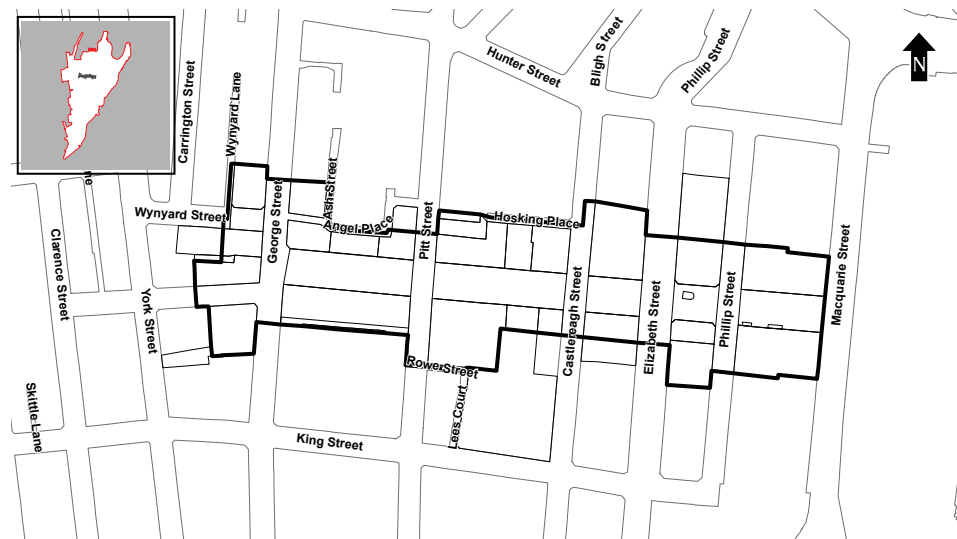 Bligh Street
Phillip Street
Hunter Street
N
Carrington Street
Wynyard Lane
ne
Ash Street
Wynyard Street
George Street
Angel Place
Pitt Street
Hosking Place
Clarence Street
York Street
Castlereagh Street
Elizabeth Street
Phillip Street
Macquarie Street
Rowe Street
Lees Court
Skittle Lane
King Street